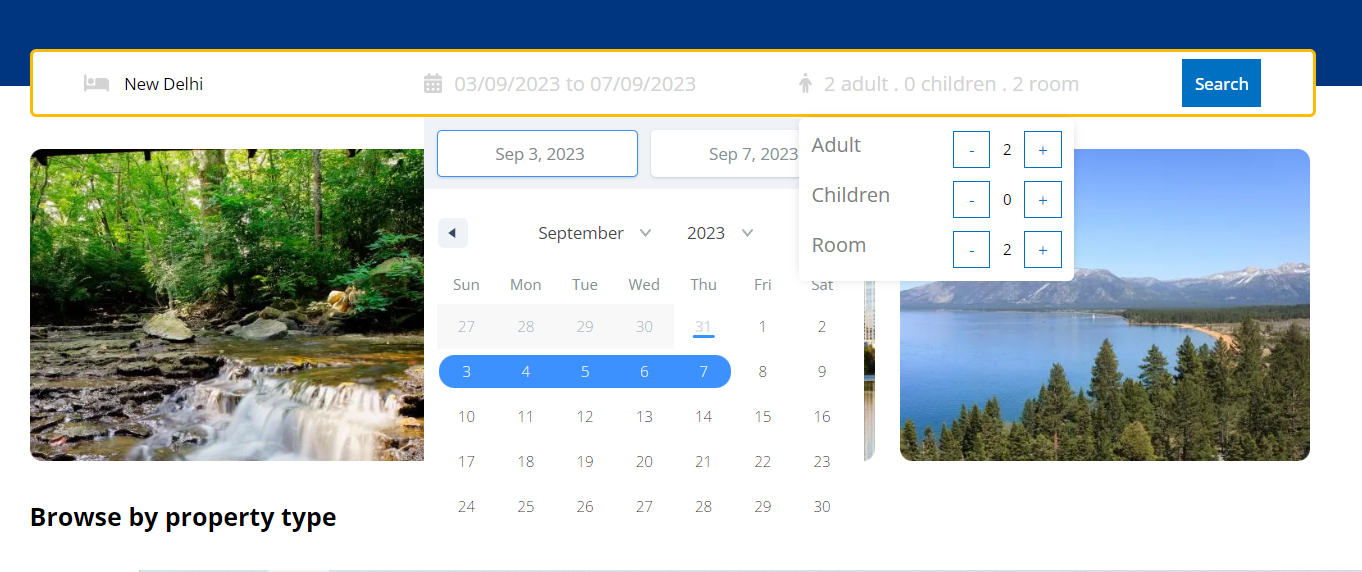 New Delhi 03/09/2023 to 07/09/2023 2 adult . 0 children . 2 room Search
Sep 3, 2023 Sep 7, 2023
Adult - 2 +
Children - 0 +
Room - 2 +
September 2023
Sun Mon Tue Wed Thu Fri Sat
27 28 29 30 31 1 2
3 4 5 6 7 8 9
10 11 12 13 14 15 16
17 18 19 20 21 22 23
24 25 26 27 28 29 30
Browse by property type